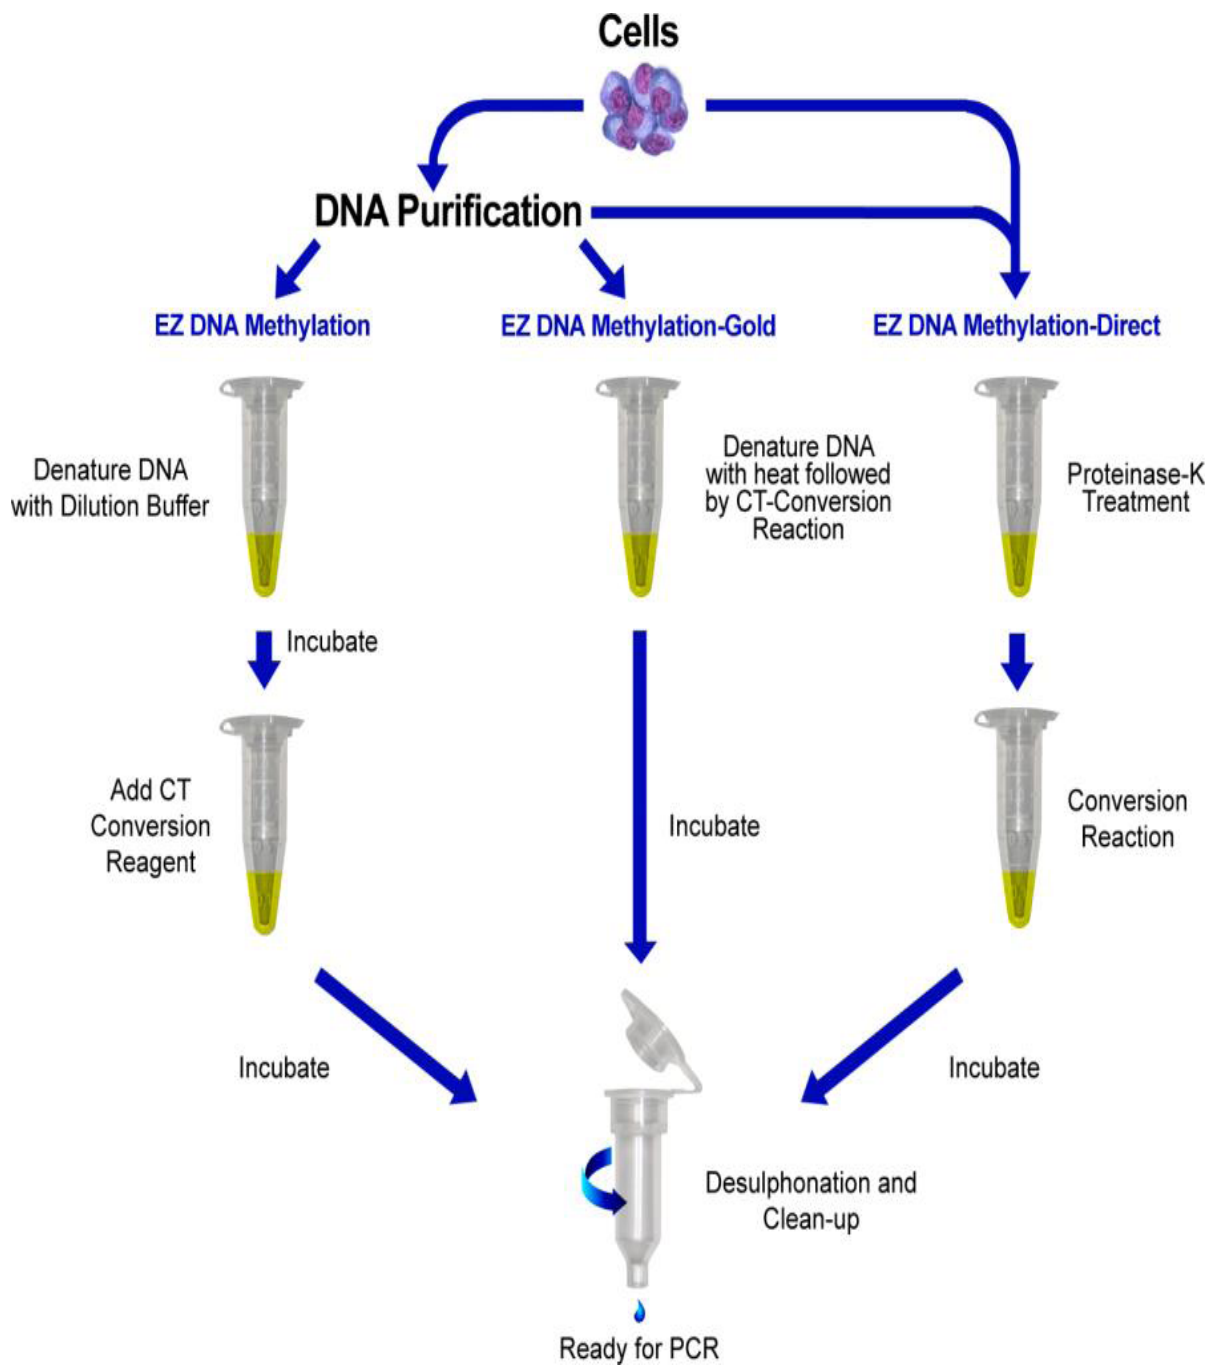 Cells
DNA Purification
EZ DNA Methylation
EZ DNA Methylation-Gold
EZ DNA Methylation-Direct
Denature DNA
with Dilution Buffer
Denature DNA
with heat followed
by CT-Conversion
Reaction
Proteinase-K
Treatment
Incubate
Add CT
Conversion
Reagent
Incubate
Conversion
Reaction
Incubate
Incubate
Desulphonation and
Clean-up
Ready for PCR